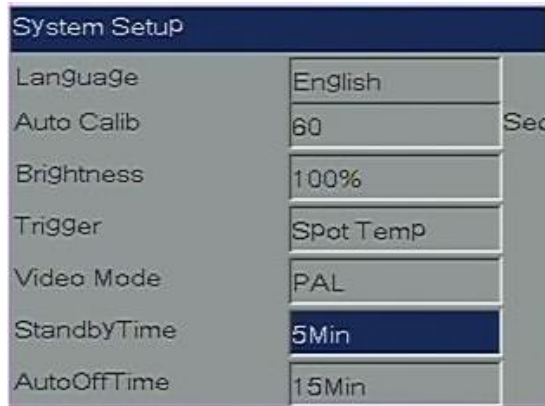 System Setup
Language English
Auto Calib 60 Sec
Brightness 100%
Trigger Spot Temp
Video Mode PAL
StandbyTime 5Min
AutoOffTime 15Min